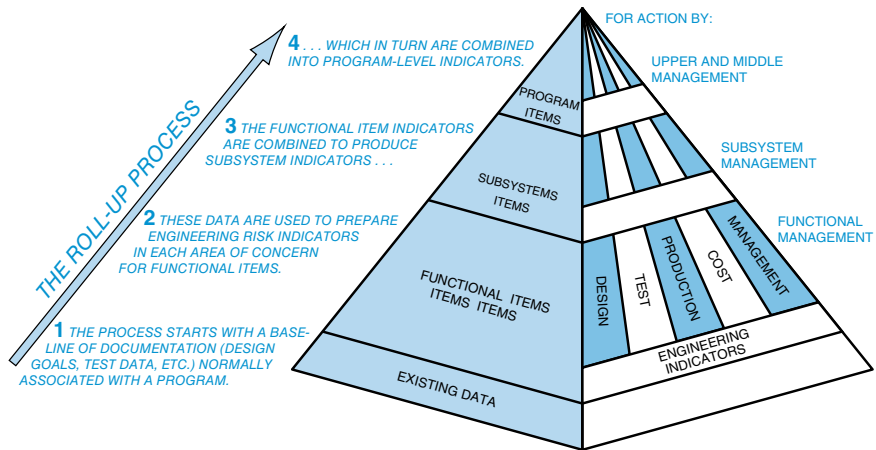 FOR ACTION BY:
4 . . . WHICH IN TURN ARE COMBINED
INTO PROGRAM-LEVEL INDICATORS.
UPPER AND MIDDLE
MANAGEMENT
PROGRAM
ITEMS
3 THE FUNCTIONAL ITEM INDICATORS
ARE COMBINED TO PRODUCE
SUBSYSTEM INDICATORS . . .
SUBSYSTEM
MANAGEMENT
SUBSYSTEMS
ITEMS
THE ROLL-UP PROCESS
2 THESE DATA ARE USED TO PREPARE
ENGINEERING RISK INDICATORS
IN EACH AREA OF CONCERN
FOR FUNCTIONAL ITEMS.
FUNCTIONAL
MANAGEMENT
FUNCTIONAL ITEMS
ITEMS ITEMS
DESIGN
TEST
PRODUCTION
COST
MANAGEMENT
1 THE PROCESS STARTS WITH A BASE-
LINE OF DOCUMENTATION (DESIGN
GOALS, TEST DATA, ETC.) NORMALLY
ASSOCIATED WITH A PROGRAM.
ENGINEERING
INDICATORS
EXISTING DATA